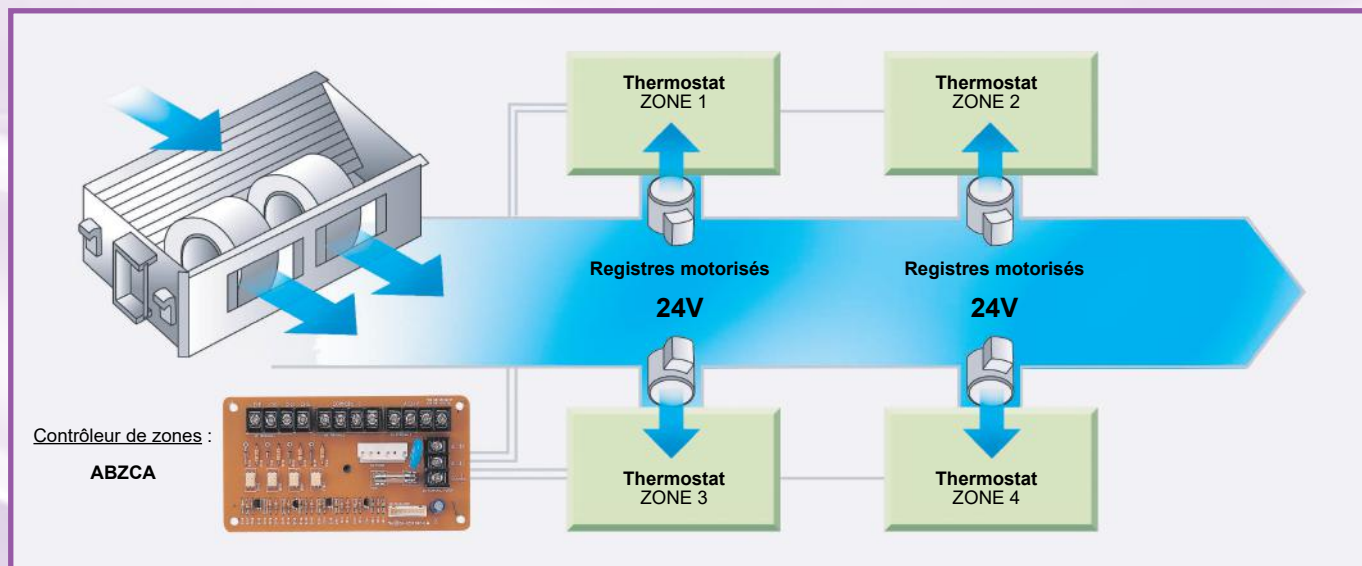 Thermostat
ZONE 1
Thermostat
ZONE 2
Registres motorisés
24V
Registres motorisés
24V
Contrôleur de zones :
ABZCA
Thermostat
ZONE 3
Thermostat
ZONE 4